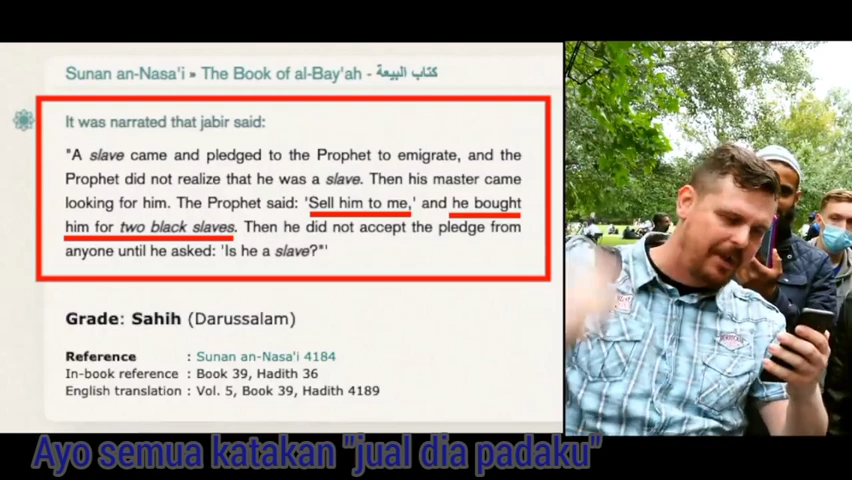 Sunan an-Nasa'i » The Book of al-Bay'ah - كتاب البيعة
It was narrated that jabir said:
"A slave came and pledged to the Prophet to emigrate, and the
Prophet did not realize that he was a slave. Then his master came
looking for him. The Prophet said: 'Sell him to me,' and he bought
him for two black slaves. Then he did not accept the pledge from
anyone until he asked: 'Is he a slave?"'
Grade: Sahih (Darussalam)
Reference : Sunan an-Nasa'i 4184
In-book reference : Book 39, Hadith 36
English translation : Vol. 5, Book 39, Hadith 4189
Ayo semua katakan "jual dia padaku"